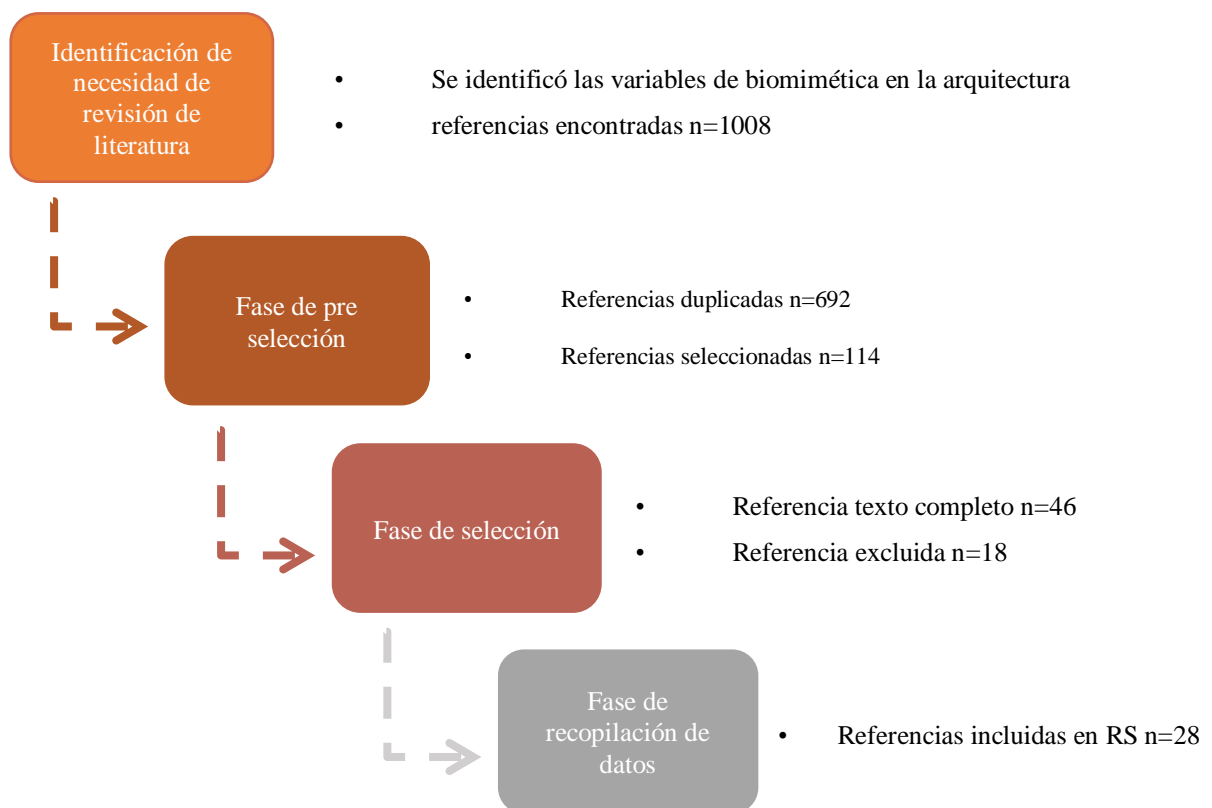 Identificación de
necesidad de
revisión de
literatura
• Se identificó las variables de biomimética en la arquitectura
• referencias encontradas n=1008
Fase de pre
selección
• Referencias duplicadas n=692
• Referencias seleccionadas n=114
Fase de selección
• Referencia texto completo n=46
• Referencia excluida n=18
Fase de
recopilación de
datos
• Referencias incluidas en RS n=28